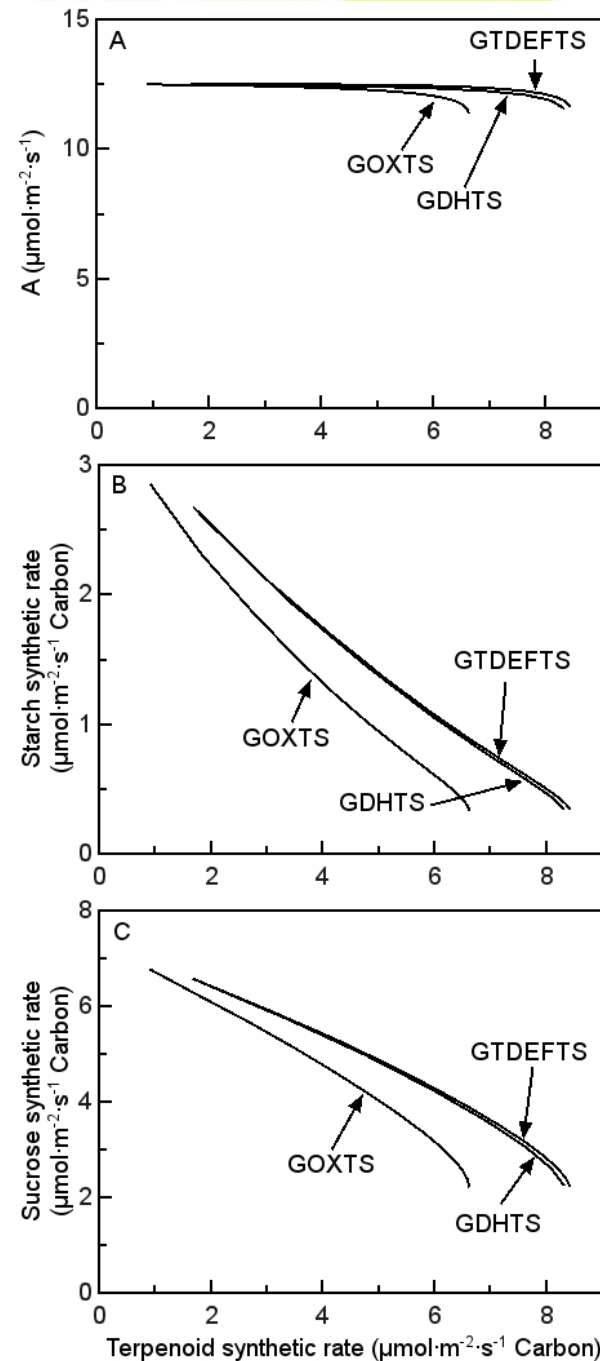 15
A
GTDEFTS
10
GOXTS
GDHTS
5
0
0 2 4 6 8
A (μmol·m⁻²·s⁻¹)
3
B
2
GTDEFTS
1
GOXTS
GDHTS
0
0 2 4 6 8
Starch synthetic rate
(μmol·m⁻²·s⁻¹ Carbon)
8
C
6
GTDEFTS
4
GOXTS
2
GDHTS
0
0 2 4 6 8
Sucrose synthetic rate
(μmol·m⁻²·s⁻¹ Carbon)
Terpenoid synthetic rate (μmol·m⁻²·s⁻¹ Carbon)